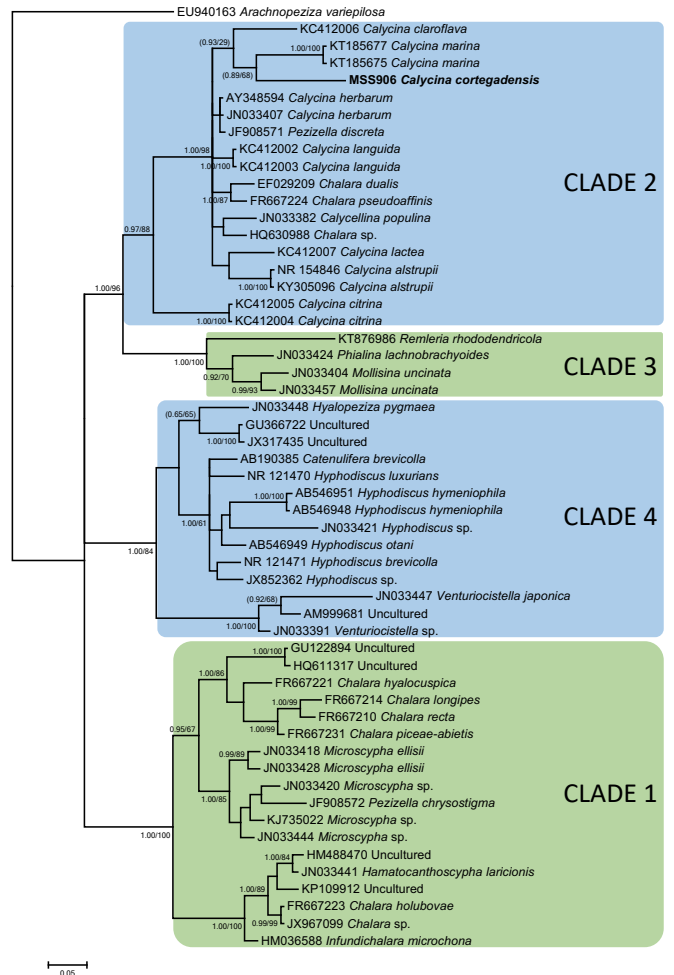 EU940163 Arachnopeziza variepilosa
KC412006 Calycina claroflava
(0.93/29)
1.00/100
KT185677 Calycina marina
KT185675 Calycina marina
(0.89/68)
MSS906 Calycina cortegadensis
AY348594 Calycina herbarum
JN033407 Calycina herbarum
JF908571 Pezizella discreta
1.00/98
KC412002 Calycina languida
1.00/100
KC412003 Calycina languida
CLADE 2
EF029209 Chalara dualis
1.00/87
FR667224 Chalara pseudoaffinis
JN033382 Calycellina populina
HQ630988 Chalara sp.
0.97/88
KC412007 Calycina lactea
NR 154846 Calycina alstrupii
1.00/100
KY305096 Calycina alstrupii
1.00/96
KC412005 Calycina citrina
1.00/100
KC412004 Calycina citrina
KT876986 Remleria rhododendricola
1.00/100
JN033424 Phialina lachnobrachyoides
CLADE 3
0.92/70
JN033404 Mollisina uncinata
0.99/93
JN033457 Mollisina uncinata
JN033448 Hyalopeziza pygmaea
(0.65/65)
GU366722 Uncultured
1.00/100
JX317435 Uncultured
AB190385 Catenulifera brevicolla
NR 121470 Hyphodiscus luxurians
1.00/100
AB546951 Hyphodiscus hymeniophila
AB546948 Hyphodiscus hymeniophila
CLADE 4
1.00/61
JN033421 Hyphodiscus sp.
AB546949 Hyphodiscus otani
1.00/84
NR 121471 Hyphodiscus brevicolla
JX852362 Hyphodiscus sp.
(0.92/68)
JN033447 Venturiocistella japonica
AM999681 Uncultured
1.00/100
JN033391 Venturiocistella sp.
GU122894 Uncultured
1.00/100
HQ611317 Uncultured
1.00/86
FR667221 Chalara hyalocuspica
FR667214 Chalara longipes
1.00/99
FR667210 Chalara recta
1.00/99
FR667231 Chalara piceae-abietis
0.95/67
JN033418 Microscypha ellisii
0.99/89
JN033428 Microscypha ellisii
JN033420 Microscypha sp.
CLADE 1
1.00/85
JF908572 Pezizella chrysostigma
KJ735022 Microscypha sp.
JN033444 Microscypha sp.
1.00/100
HM488470 Uncultured
1.00/84
JN033441 Hamatocanthoscypha laricionis
1.00/89
KP109912 Uncultured
FR667223 Chalara holubovae
0.99/99
JX967099 Chalara sp.
1.00/100
HM036588 Infundichalara microchona
0.05